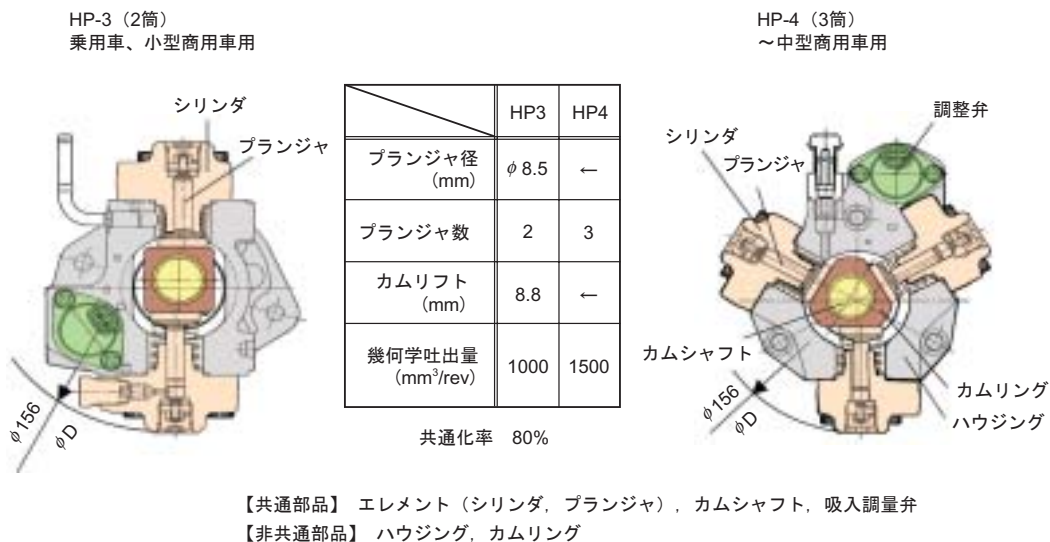 HP-3（2筒）
乗用車、小型商用車用
HP-4（3筒）
～中型商用車用
シリンダ
プランジャ
φ156
φD
HP3 HP4
プランジャ径 (mm) φ8.5 ←
プランジャ数 2 3
カムリフト (mm) 8.8 ←
幾何学吐出量 (mm³/rev) 1000 1500
共通化率 80%
調整弁
シリンダ
プランジャ
カムシャフト
カムリング
ハウジング
φ156
φD
【共通部品】 エレメント（シリンダ，プランジャ），カムシャフト，吸入調量弁
【非共通部品】 ハウジング，カムリング